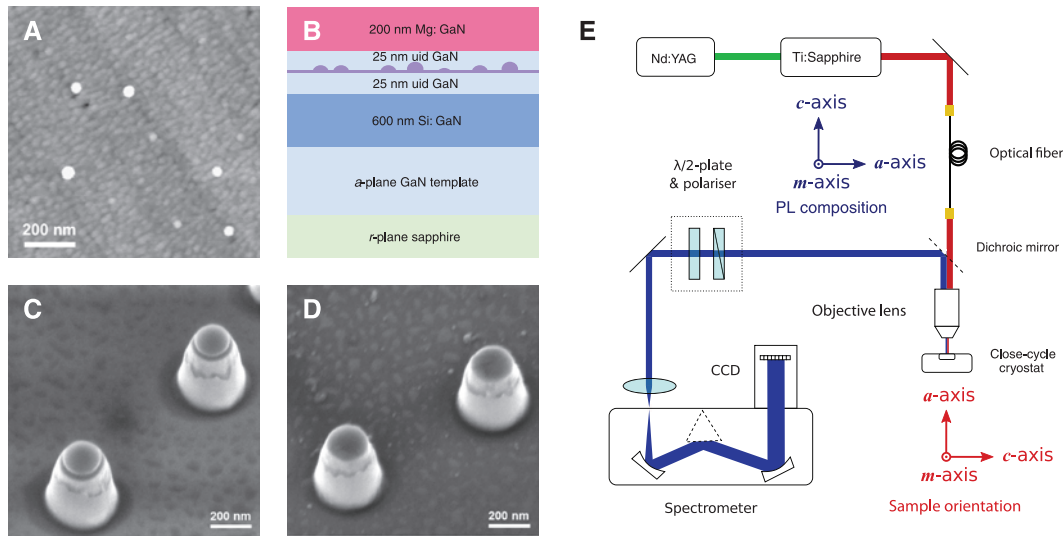 A
200 nm
B
200 nm Mg: GaN
25 nm uid GaN
25 nm uid GaN
600 nm Si: GaN
a-plane GaN template
r-plane sapphire
C
200 nm
D
200 nm
E
Nd:YAG
Ti:Sapphire
c-axis
a-axis
m-axis
PL composition
Optical fiber
λ/2-plate
& polariser
Dichroic mirror
Objective lens
Close-cycle
cryostat
CCD
Spectrometer
a-axis
c-axis
m-axis
Sample orientation